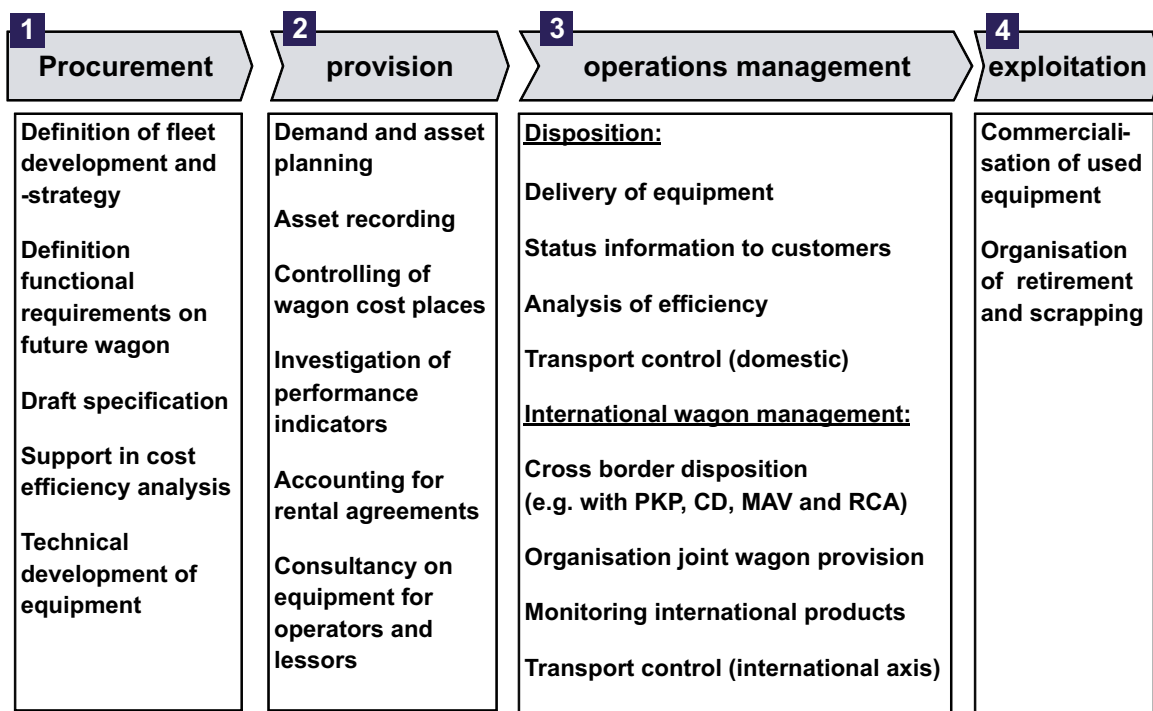 1
Procurement
2
provision
3
operations management
4
exploitation
Definition of fleet
development and
-strategy
Definition
functional
requirements on
future wagon
Draft specification
Support in cost
efficiency analysis
Technical
development of
equipment
Demand and asset
planning
Asset recording
Controlling of
wagon cost places
Investigation of
performance
indicators
Accounting for
rental agreements
Consultancy on
equipment for
operators and
lessors
Disposition:
Delivery of equipment
Status information to customers
Analysis of efficiency
Transport control (domestic)
International wagon management:
Cross border disposition
(e.g. with PKP, CD, MAV and RCA)
Organisation joint wagon provision
Monitoring international products
Transport control (international axis)
Commerciali-
sation of used
equipment
Organisation
of retirement
and scrapping